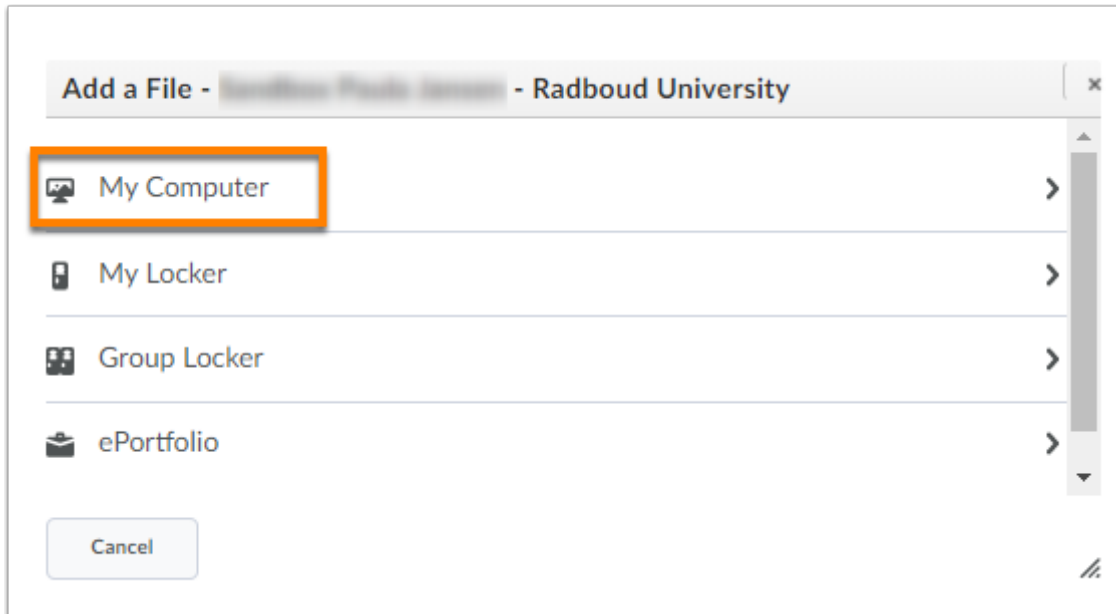 Add a File - - Radboud University
My Computer
My Locker
Group Locker
ePortfolio
Cancel